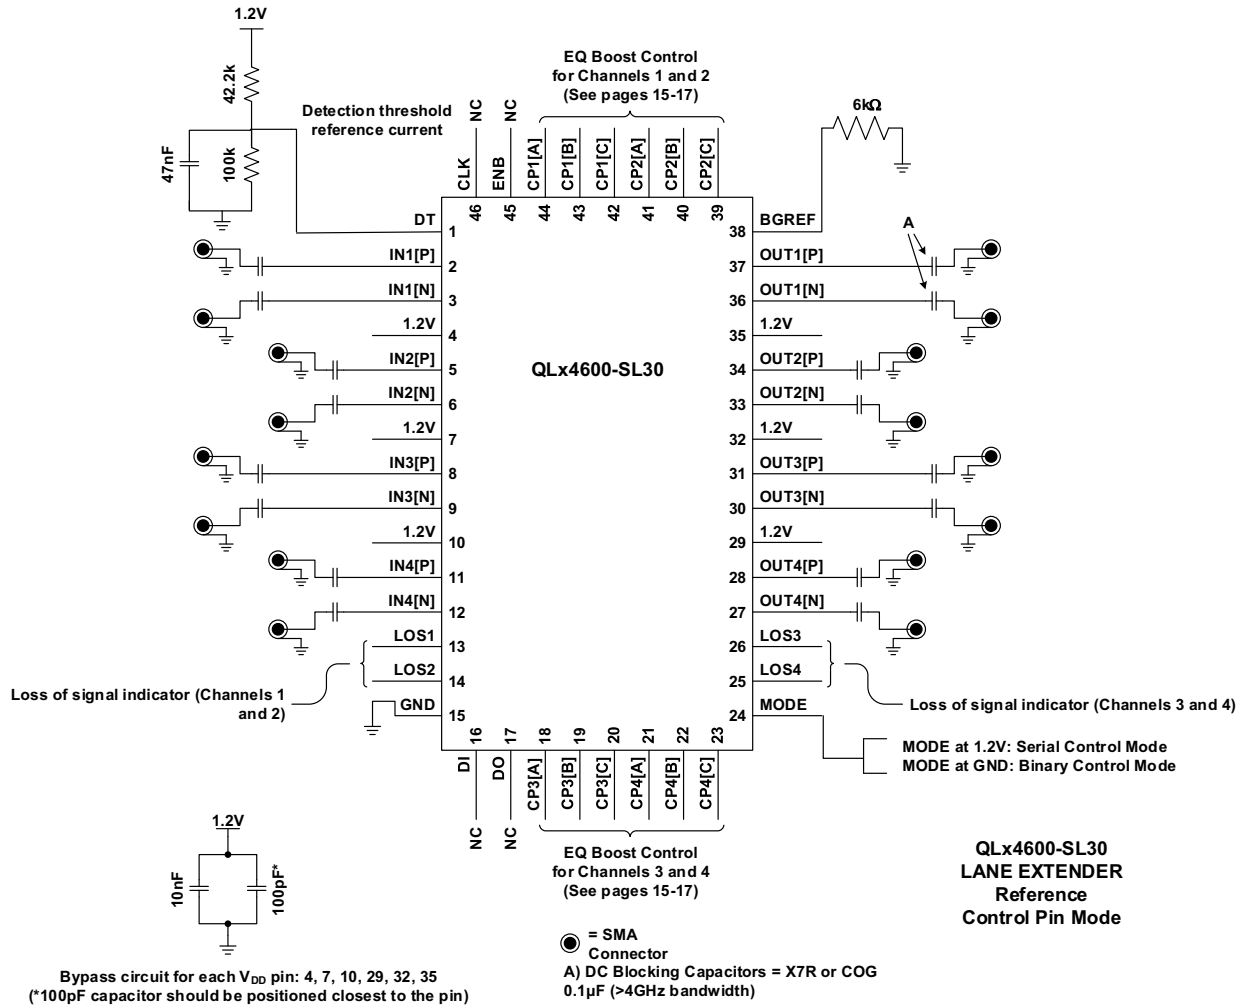 1.2V
42.2k
47nF
100k
Detection threshold
reference current
EQ Boost Control
for Channels 1 and 2
(See pages 15-17)
NC
NC
CLK
ENB
CP1[A]
CP1[B]
CP1[C]
CP2[A]
CP2[B]
CP2[C]
46
45
44
43
42
41
40
39
6kΩ
A
DT
1
IN1[P]
2
IN1[N]
3
1.2V
4
IN2[P]
5
IN2[N]
6
1.2V
7
IN3[P]
8
IN3[N]
9
1.2V
10
IN4[P]
11
IN4[N]
12
LOS1
13
LOS2
14
GND
15
QLx4600-SL30
38
BGREF
37
OUT1[P]
36
OUT1[N]
35
1.2V
34
OUT2[P]
33
OUT2[N]
32
1.2V
31
OUT3[P]
30
OUT3[N]
29
1.2V
28
OUT4[P]
27
OUT4[N]
26
LOS3
25
LOS4
24
MODE
Loss of signal indicator (Channels 1
and 2)
Loss of signal indicator (Channels 3 and 4)
MODE at 1.2V: Serial Control Mode
MODE at GND: Binary Control Mode
16
17
18
19
20
21
22
23
DI
DO
CP3[A]
CP3[B]
CP3[C]
CP4[A]
CP4[B]
CP4[C]
NC
NC
EQ Boost Control
for Channels 3 and 4
(See pages 15-17)
1.2V
10nF
100pF*
Bypass circuit for each VDD pin: 4, 7, 10, 29, 32, 35
(*100pF capacitor should be positioned closest to the pin)
= SMA
Connector
A) DC Blocking Capacitors = X7R or COG
0.1µF (>4GHz bandwidth)
QLx4600-SL30
LANE EXTENDER
Reference
Control Pin Mode